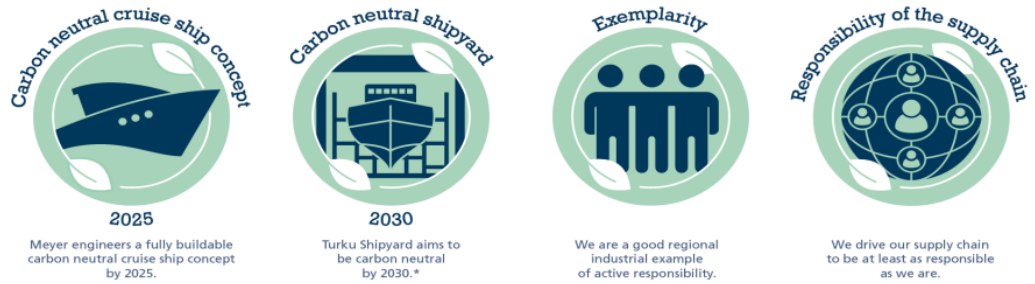 Carbon neutral cruise ship concept
2025
Meyer engineers a fully buildable
carbon neutral cruise ship concept
by 2025.
Carbon neutral shipyard
2030
Turku Shipyard aims to
be carbon neutral
by 2030.*
Exemplarity
We are a good regional
industrial example
of active responsibility.
Responsibility of the supply chain
We drive our supply chain
to be at least as responsible
as we are.